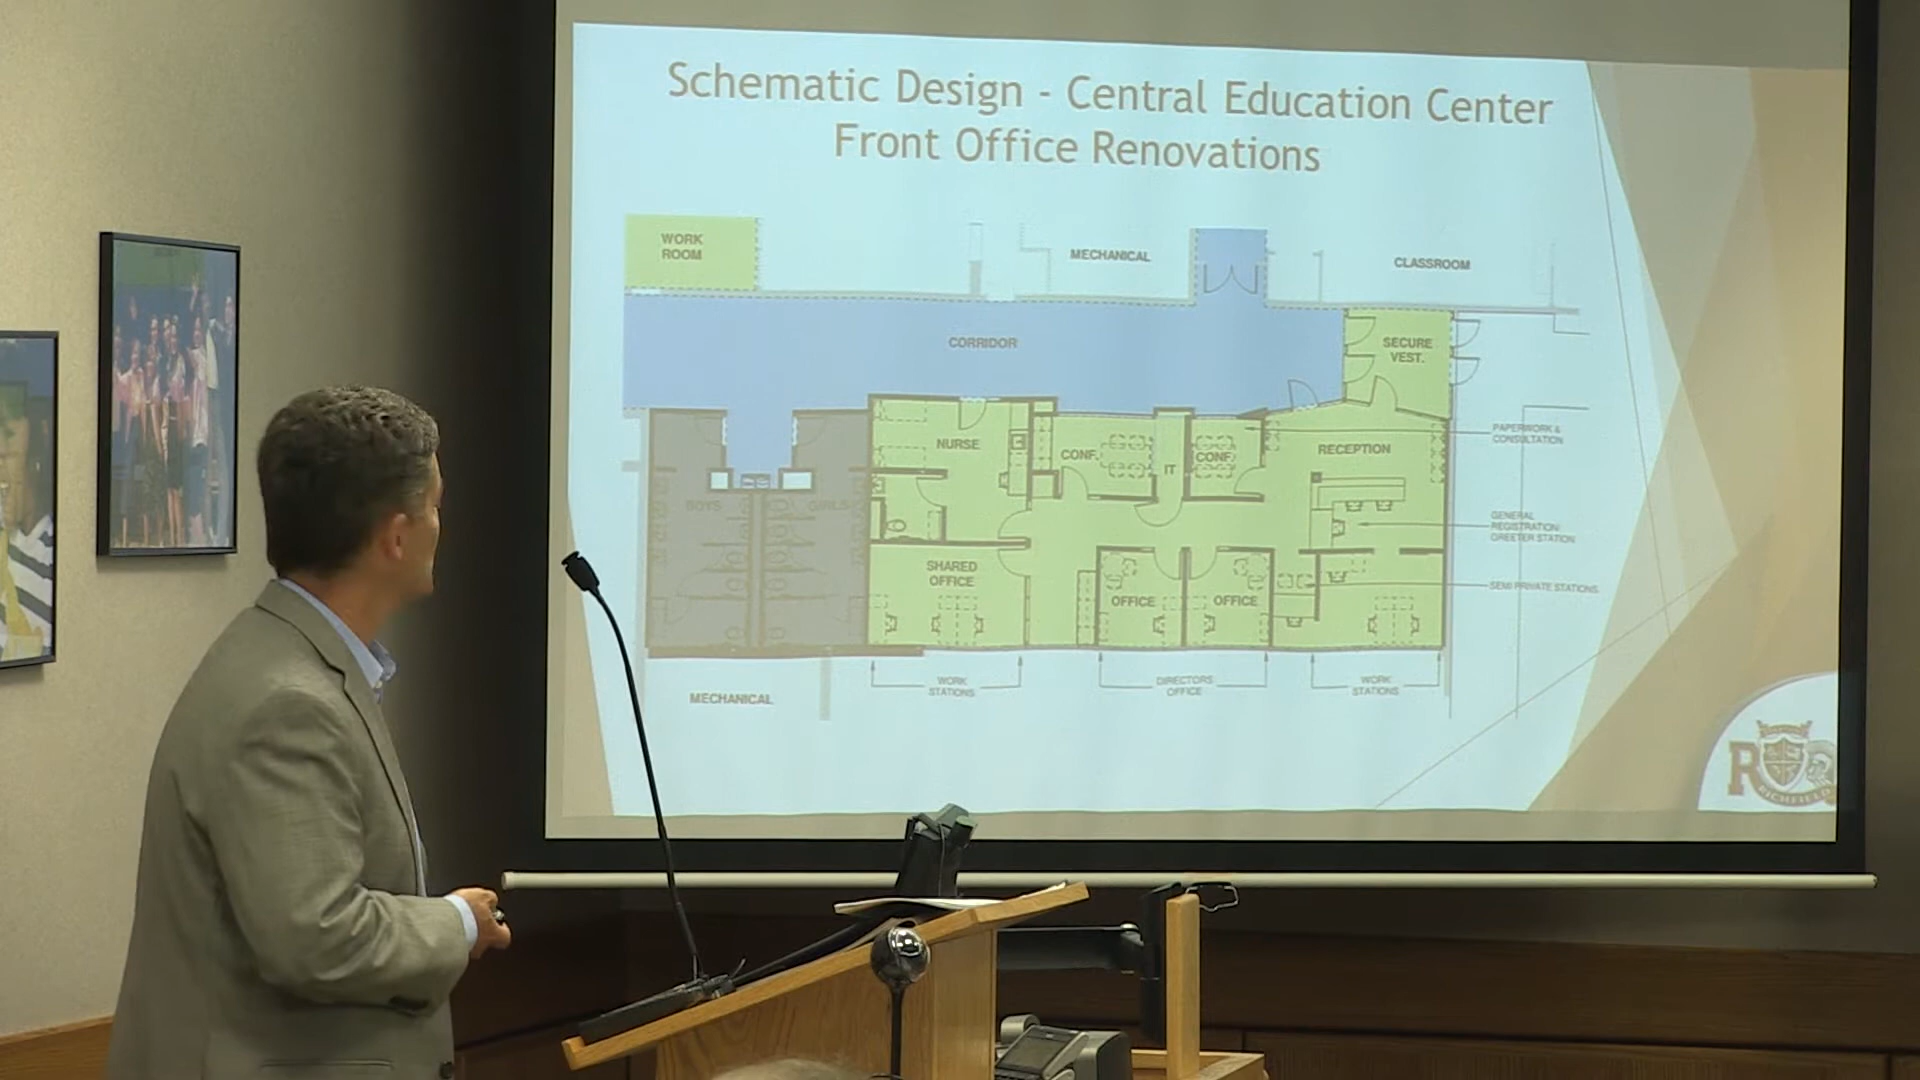 Schematic Design - Central Education Center
Front Office Renovations
WORK
ROOM
MECHANICAL
CLASSROOM
CORRIDOR
SECURE
VEST.
PAPERWORK &
CONSULTATION
NURSE
CONF.
IT
CONF.
RECEPTION
BOYS
GIRLS
GENERAL
REGISTRATION/
GREETER STATION
SHARED
OFFICE
OFFICE
OFFICE
SEMI PRIVATE STATIONS
WORK
STATIONS
DIRECTORS
OFFICE
WORK
STATIONS
MECHANICAL
R
RICHFIELD